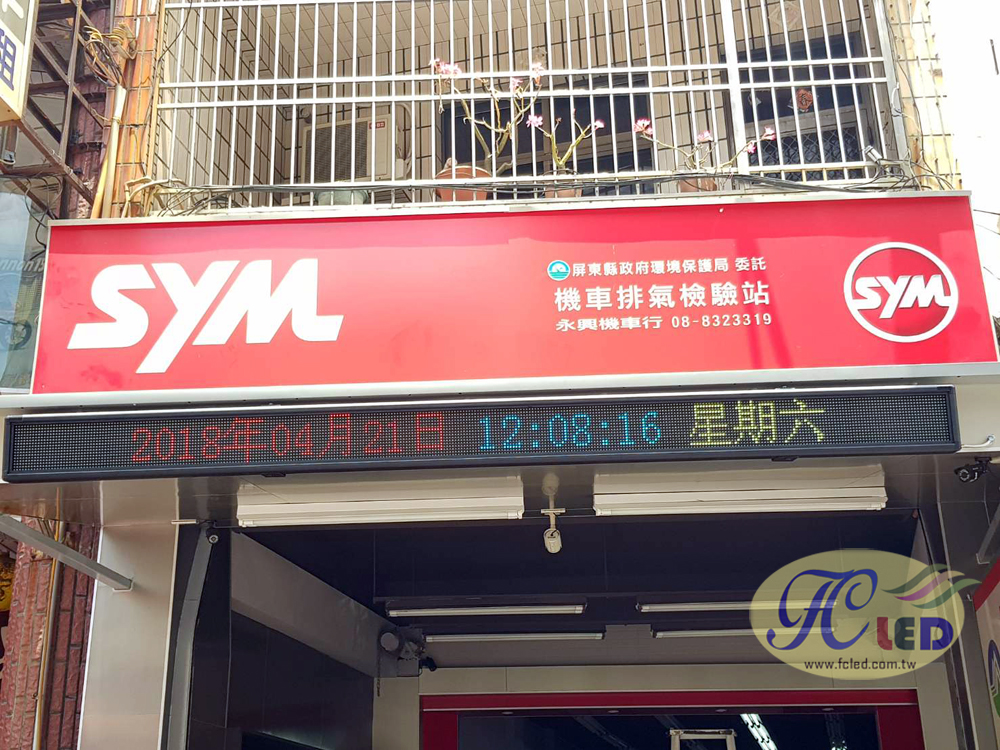 租
SYM
屏東縣政府環境保護局 委託
機車排氣檢驗站
永興機車行 08-8323319
SYM
2018年04月21日 12:08:16 星期六
FC LED
www.fcled.com.tw